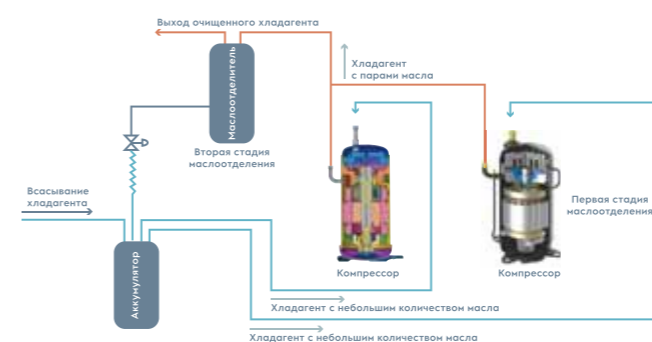 Выход очищенного хладагента
Маслоотделитель
Хладагент
с парами масла
Вторая стадия
маслоотделения
Всасывание
хладагента
Первая стадия
маслоотделения
Аккумулятор
Компрессор
Компрессор
Хладагент с небольшим количеством масла
Хладагент с небольшим количеством масла